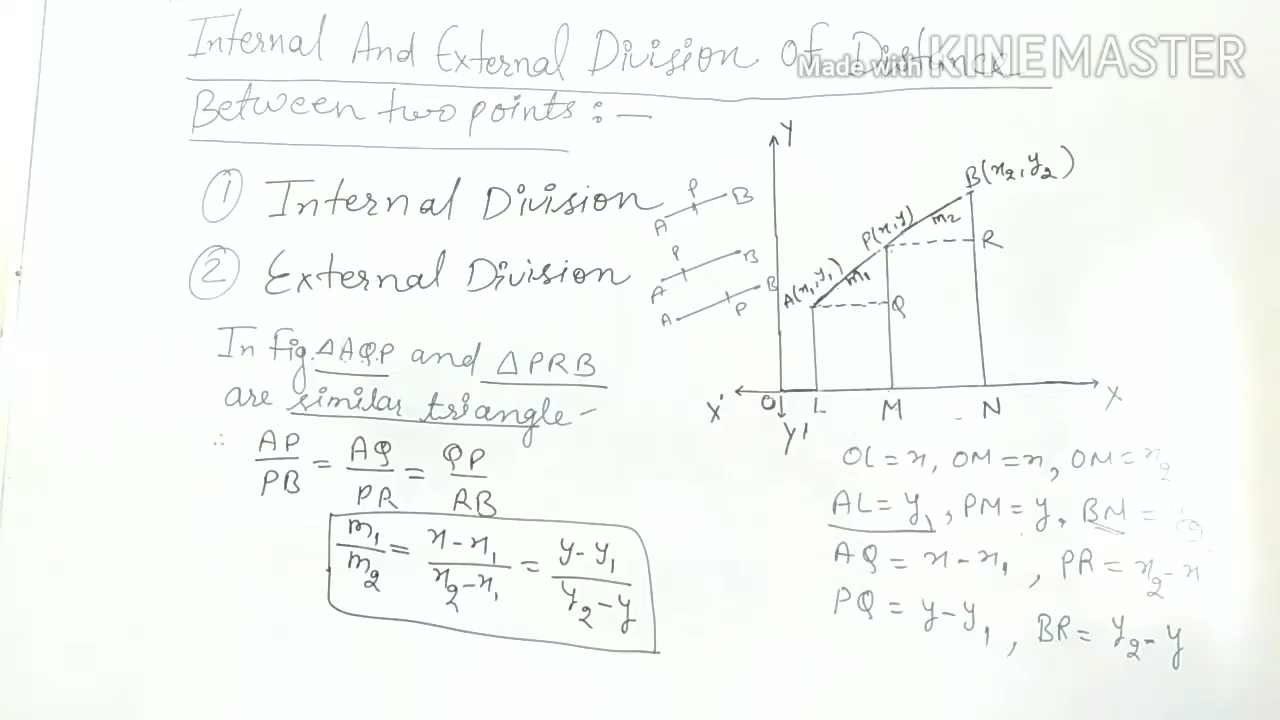 Internal And External Division of Distance
Made with KINEMASTER
Between two points : —
① Internal Division
A P B
② External Division
A P B
A P B
In fig. △AQP and △PRB
are similar triangle –
∴ AP/PB = AQ/PR = QP/RB
m₁/m₂ = x-x₁/x₂-x₁ = y-y₁/y₂-y
Y
B(x₂,y₂)
m₂
P(x,y)
R
m₁
A(x₁,y₁)
Q
X' O L M N X
Y'
OL = x, OM = x, OM = x₂
AL = y₁, PM = y, BM =
AQ = x-x₁, PR = x₂-x
PQ = y-y₁, BR = y₂-y